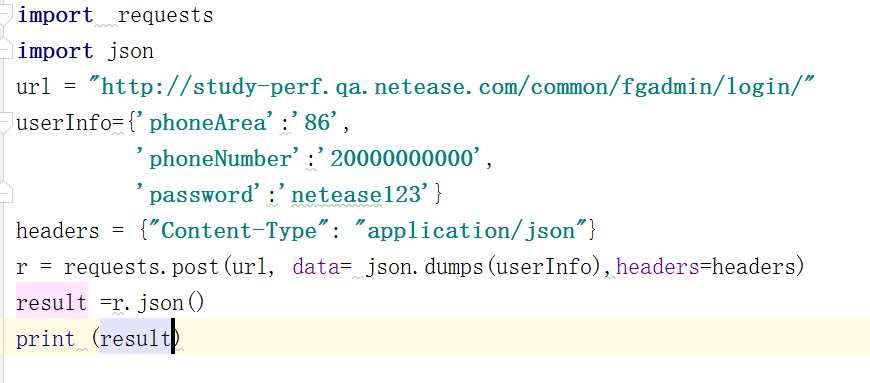 import  requests
import json
url = "http://study-perf.qa.netease.com/common/fgadmin/login/"
userInfo={'phoneArea':'86',
          'phoneNumber':'20000000000',
          'password':'netease123'}
headers = {"Content-Type": "application/json"}
r = requests.post(url, data= json.dumps(userInfo),headers=headers)
result =r.json()
print (result)